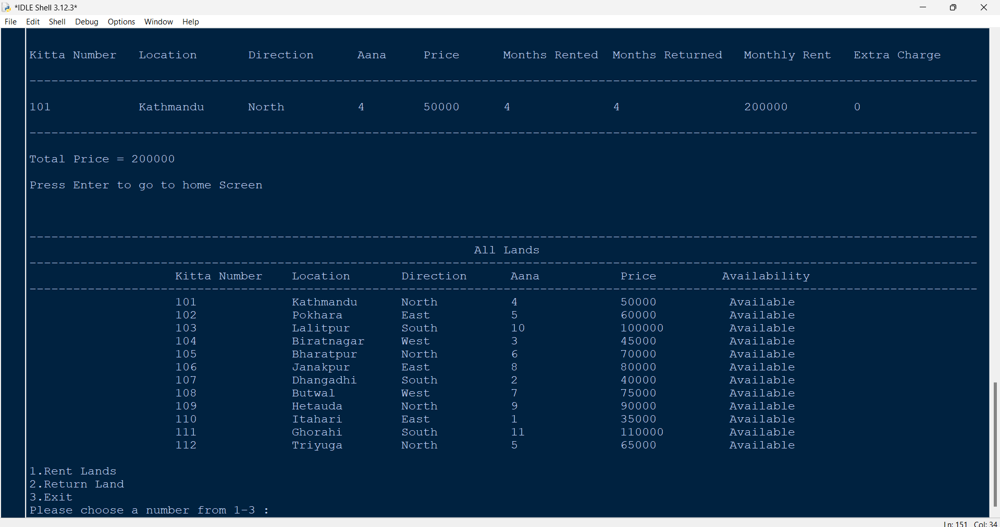 *IDLE Shell 3.12.3*
File Edit Shell Debug Options Window Help
Kitta Number Location Direction Aana Price Months Rented Months Returned Monthly Rent Extra Charge
101 Kathmandu North 4 50000 4 4 200000 0
Total Price = 200000
Press Enter to go to home Screen
All Lands
Kitta Number Location Direction Aana Price Availability
101 Kathmandu North 4 50000 Available
102 Pokhara East 5 60000 Available
103 Lalitpur South 10 100000 Available
104 Biratnagar West 3 45000 Available
105 Bharatpur North 6 70000 Available
106 Janakpur East 8 80000 Available
107 Dhangadhi South 2 40000 Available
108 Butwal West 7 75000 Available
109 Hetauda North 9 90000 Available
110 Itahari East 1 35000 Available
111 Ghorahi South 11 110000 Available
112 Triyuga North 5 65000 Available
1.Rent Lands
2.Return Land
3.Exit
Please choose a number from 1-3 :
Ln: 151 Col: 34